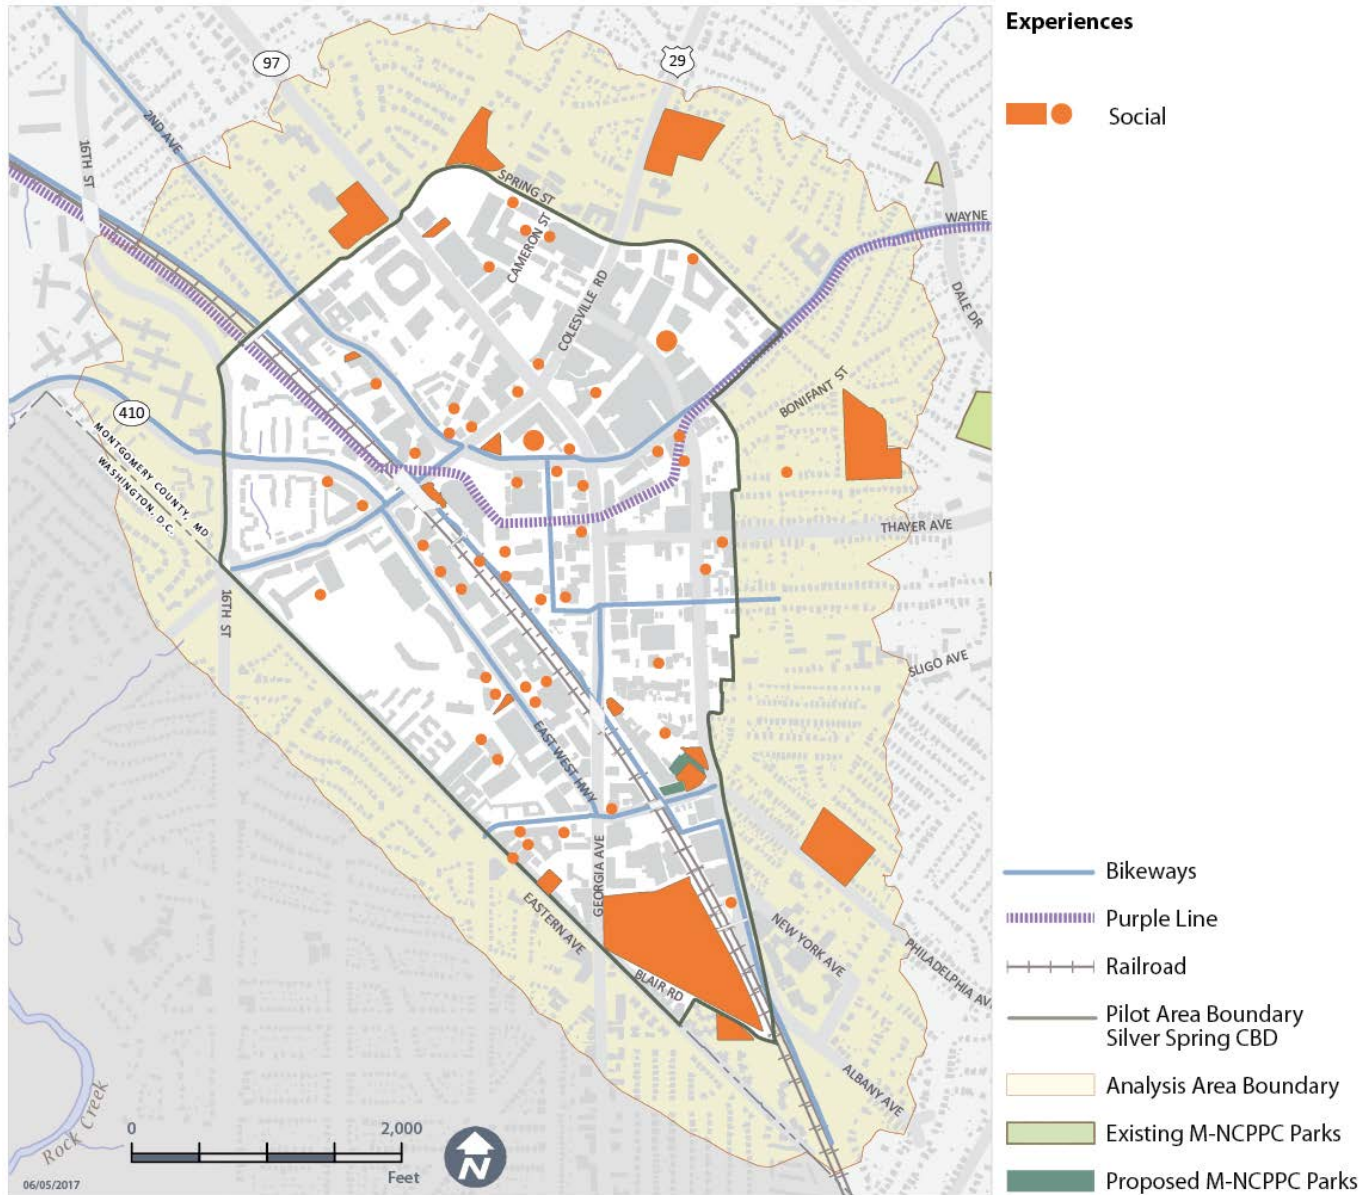 Experiences
Social
97
29
2ND AVE
16TH ST
SPRING ST
CAMERON ST
COLESVILLE RD
WAYNE
DALE DR
BONIFANT ST
410
MONTGOMERY COUNTY, MD
WASHINGTON, D.C.
THAYER AVE
16TH ST
SLIGO AVE
EAST WEST HWY
GEORGIA AVE
EASTERN AVE
BLAIR RD
NEW YORK AVE
PHILADELPHIA AV
ALBANY AVE
Rock Creek
0
2,000
Feet
N
06/05/2017
Bikeways
Purple Line
Railroad
Pilot Area Boundary
Silver Spring CBD
Analysis Area Boundary
Existing M-NCPPC Parks
Proposed M-NCPPC Parks